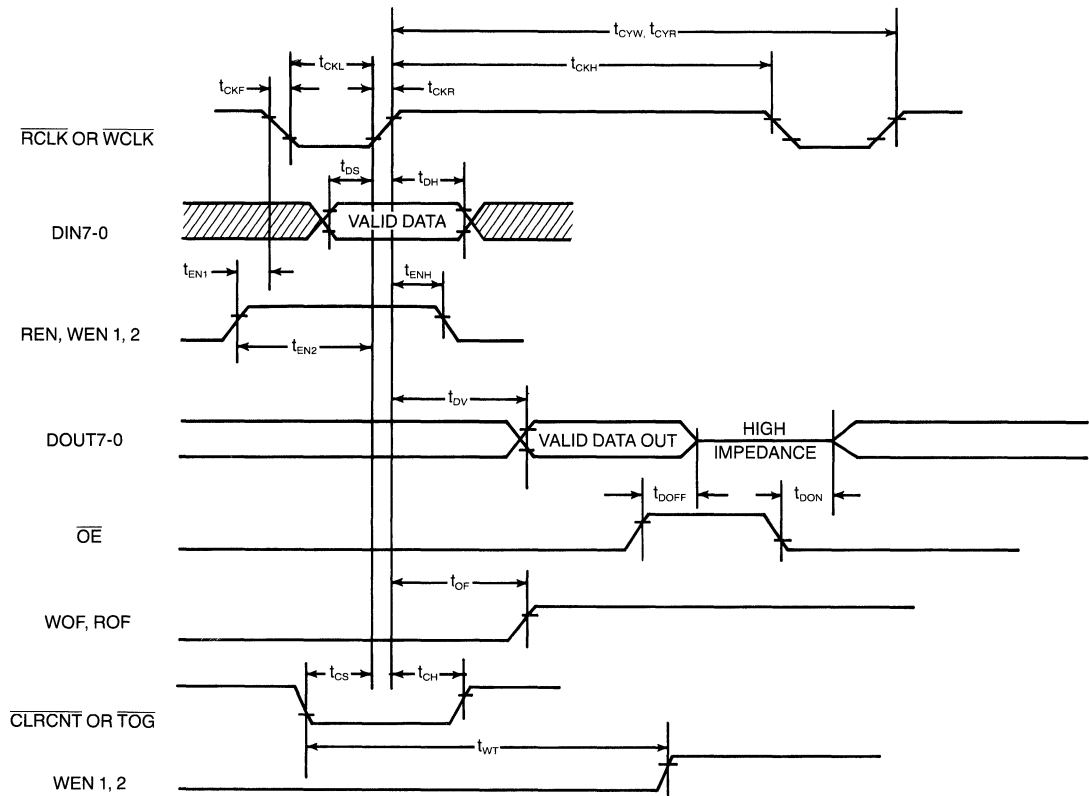 tCYW, tCYR
tCKL
tCKH
tCKF
tCKR
RCLK OR WCLK
tDS
tDH
VALID DATA
DIN7-0
tEN1
tENH
REN, WEN 1, 2
tEN2
tDV
DOUT7-0
VALID DATA OUT
HIGH
IMPEDANCE
tDOFF
tDON
OE
tOF
WOF, ROF
tCS
tCH
CLRCNT OR TOG
tWT
WEN 1, 2